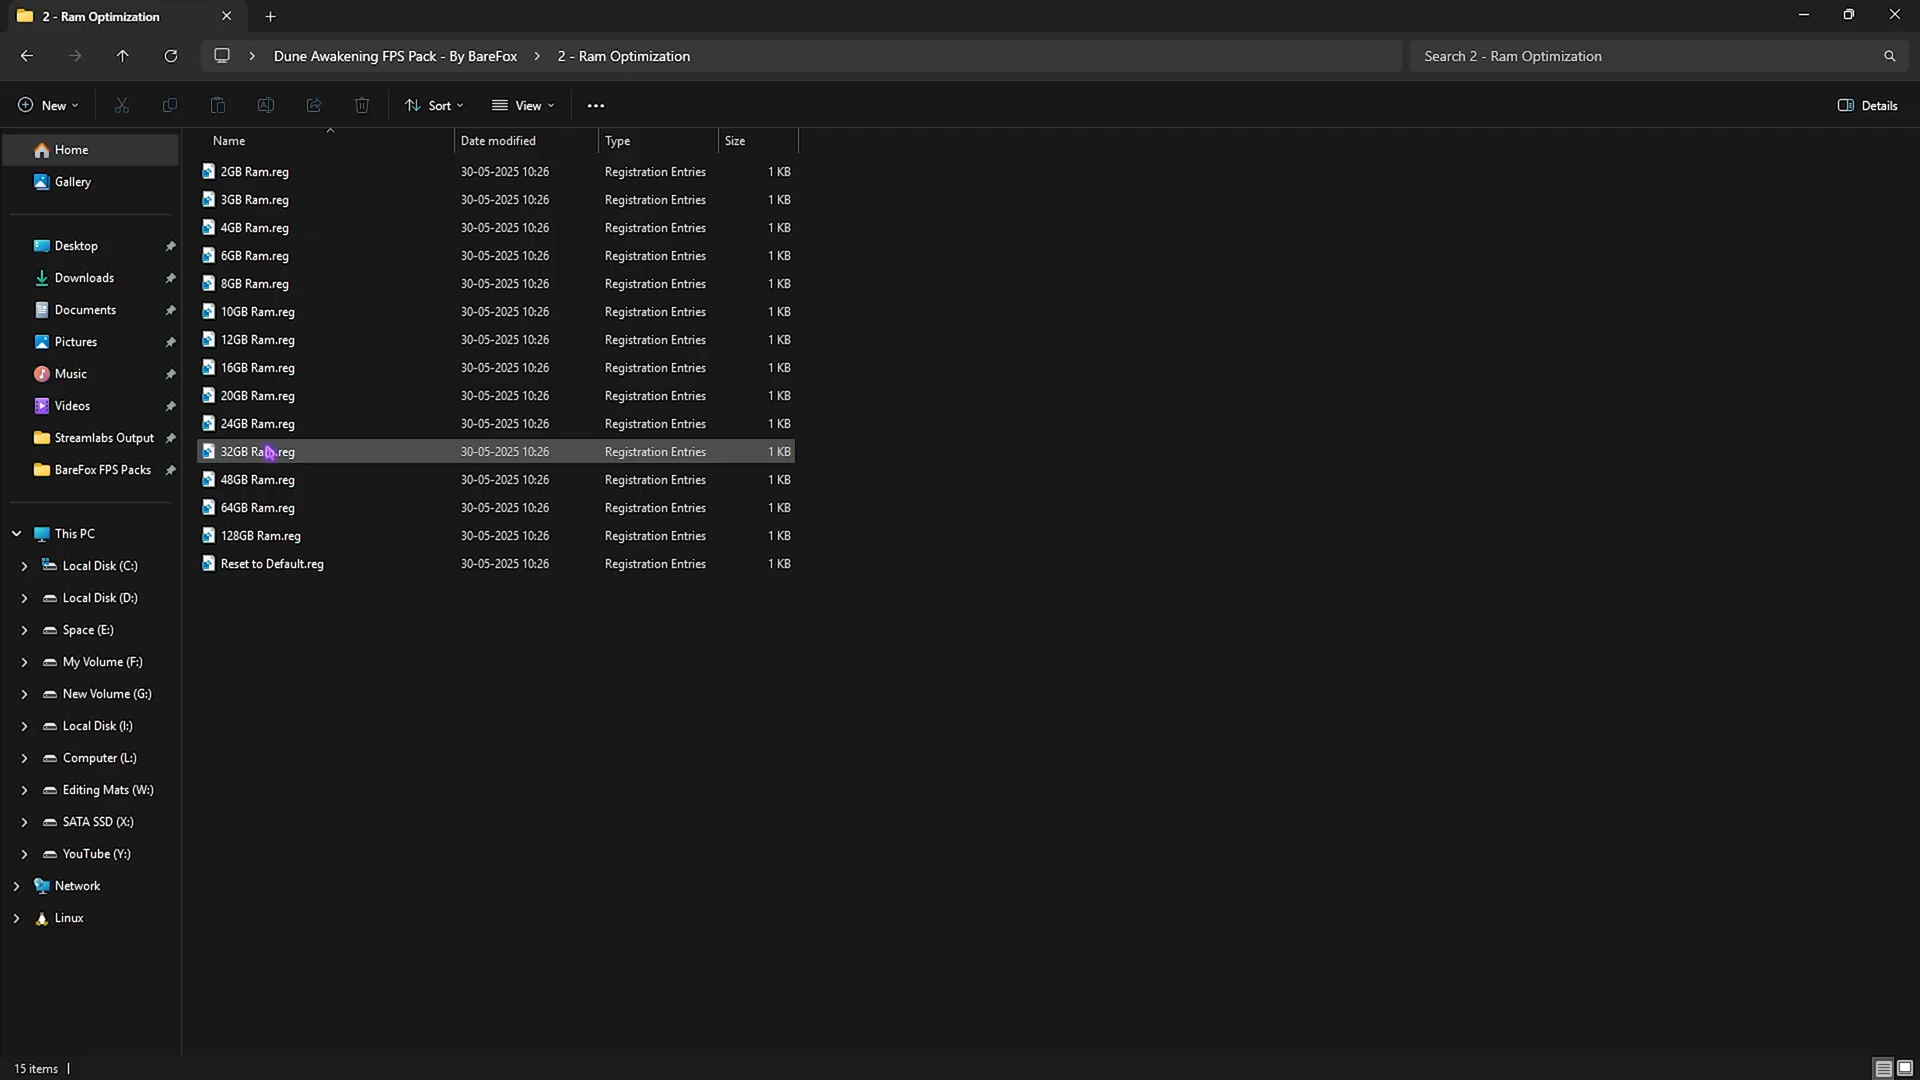 2 - Ram Optimization
Dune Awakening FPS Pack - By BareFox > 2 - Ram Optimization
Search 2 - Ram Optimization
New
Sort
View
Details
Name
Date modified
Type
Size
Home
Gallery
Desktop
Downloads
Documents
Pictures
Music
Videos
Streamlabs Output
BareFox FPS Packs
This PC
Local Disk (C:)
Local Disk (D:)
Space (E:)
My Volume (F:)
New Volume (G:)
Local Disk (I:)
Computer (L:)
Editing Mats (W:)
SATA SSD (X:)
YouTube (Y:)
Network
Linux
2GB Ram.reg 30-05-2025 10:26 Registration Entries 1 KB
3GB Ram.reg 30-05-2025 10:26 Registration Entries 1 KB
4GB Ram.reg 30-05-2025 10:26 Registration Entries 1 KB
6GB Ram.reg 30-05-2025 10:26 Registration Entries 1 KB
8GB Ram.reg 30-05-2025 10:26 Registration Entries 1 KB
10GB Ram.reg 30-05-2025 10:26 Registration Entries 1 KB
12GB Ram.reg 30-05-2025 10:26 Registration Entries 1 KB
16GB Ram.reg 30-05-2025 10:26 Registration Entries 1 KB
20GB Ram.reg 30-05-2025 10:26 Registration Entries 1 KB
24GB Ram.reg 30-05-2025 10:26 Registration Entries 1 KB
32GB Ram.reg 30-05-2025 10:26 Registration Entries 1 KB
48GB Ram.reg 30-05-2025 10:26 Registration Entries 1 KB
64GB Ram.reg 30-05-2025 10:26 Registration Entries 1 KB
128GB Ram.reg 30-05-2025 10:26 Registration Entries 1 KB
Reset to Default.reg 30-05-2025 10:26 Registration Entries 1 KB
15 items